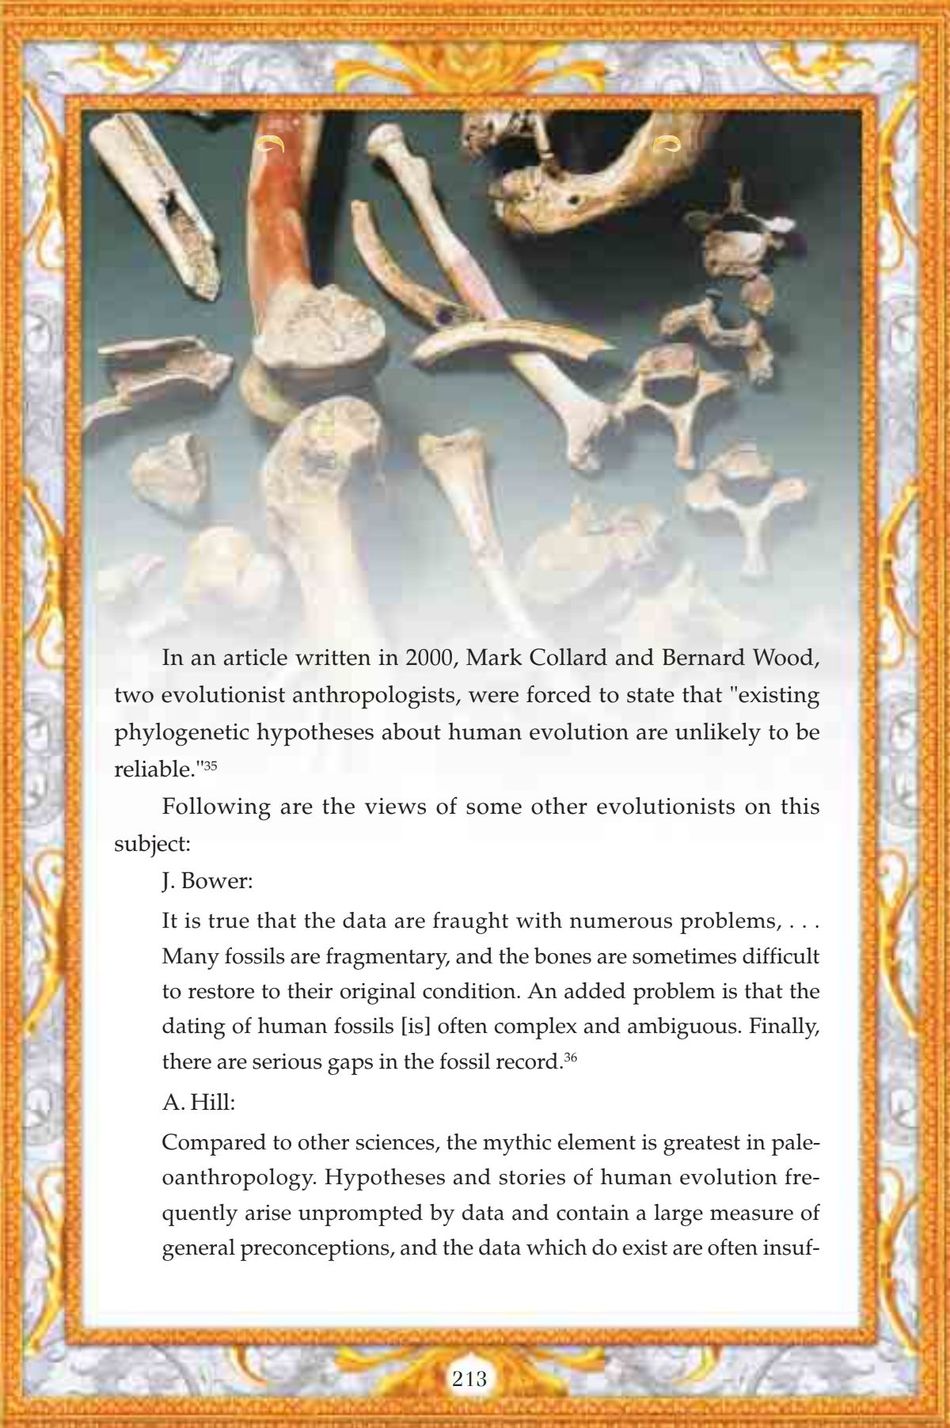 In an article written in 2000, Mark Collard and Bernard Wood,
two evolutionist anthropologists, were forced to state that "existing
phylogenetic hypotheses about human evolution are unlikely to be
reliable."35
Following are the views of some other evolutionists on this
subject:
J. Bower:
It is true that the data are fraught with numerous problems, . . .
Many fossils are fragmentary, and the bones are sometimes difficult
to restore to their original condition. An added problem is that the
dating of human fossils [is] often complex and ambiguous. Finally,
there are serious gaps in the fossil record.36
A. Hill:
Compared to other sciences, the mythic element is greatest in pale-
oanthropology. Hypotheses and stories of human evolution fre-
quently arise unprompted by data and contain a large measure of
general preconceptions, and the data which do exist are often insuf-
213